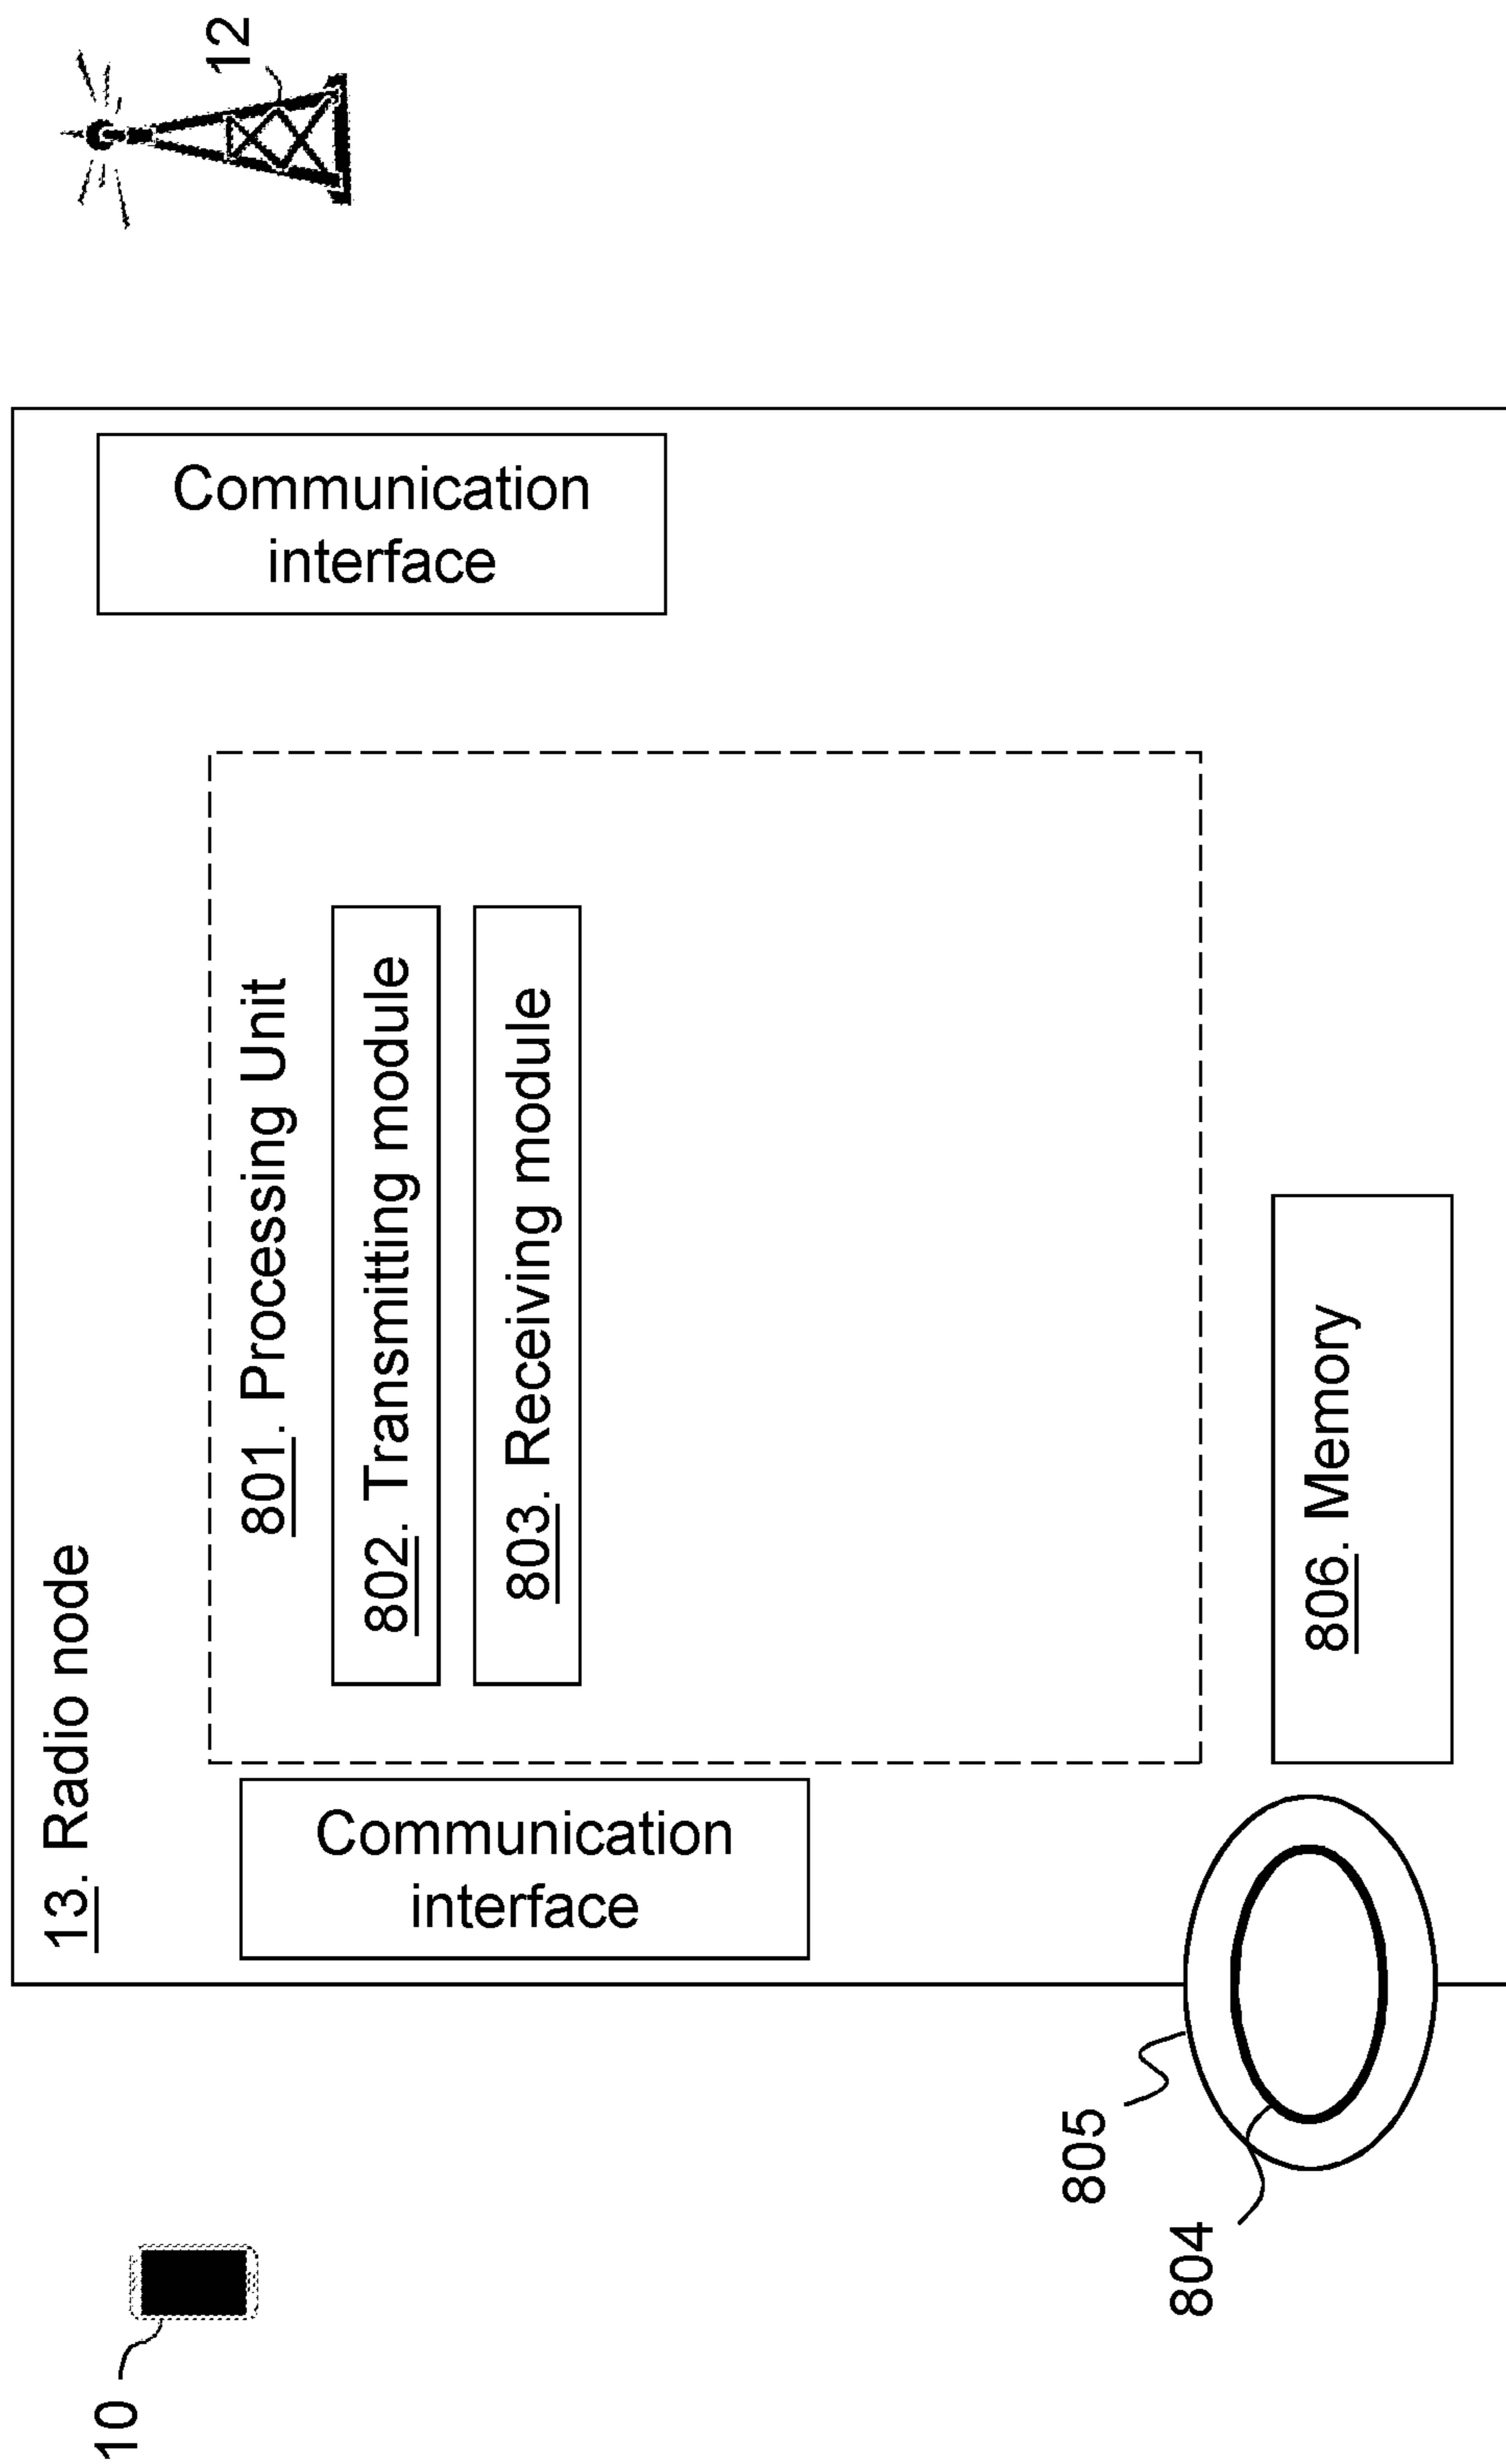 13. Radio node
12
Communication
interface
801. Processing Unit
802. Transmitting module
803. Receiving module
Communication
interface
10
806. Memory
805
804